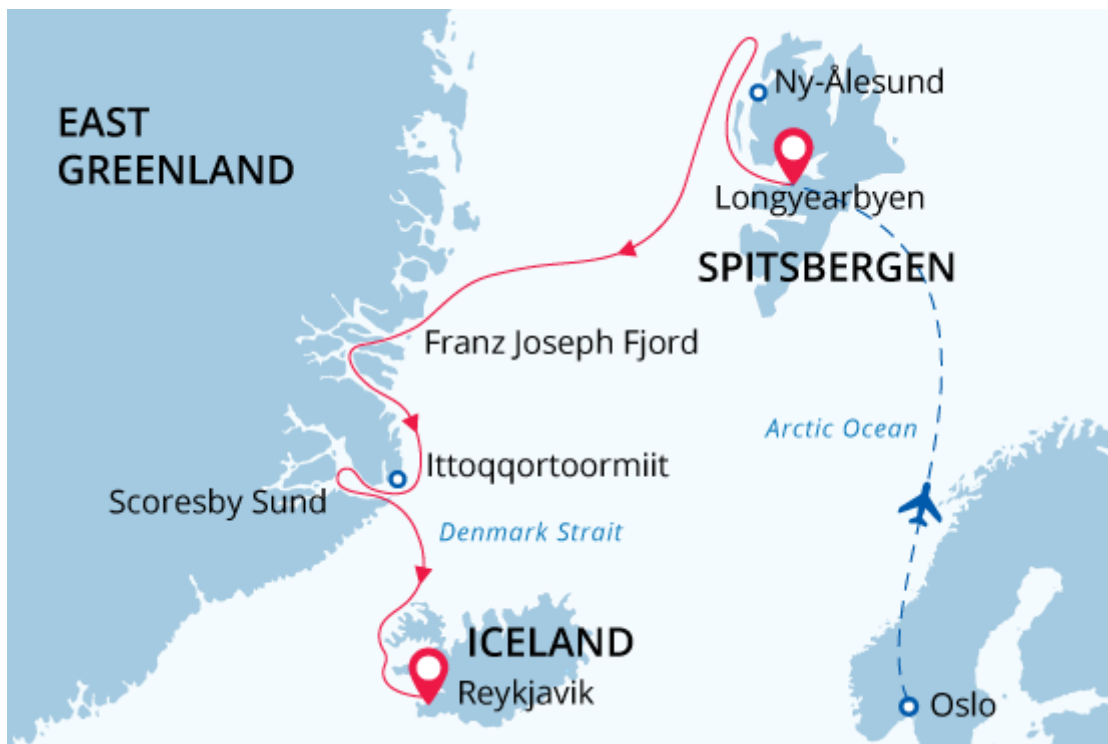 EAST
GREENLAND
Ny-Ålesund
Longyearbyen
SPITSBERGEN
Franz Joseph Fjord
Arctic Ocean
Ittoqqortoormiit
Scoresby Sund
Denmark Strait
ICELAND
Reykjavik
Oslo